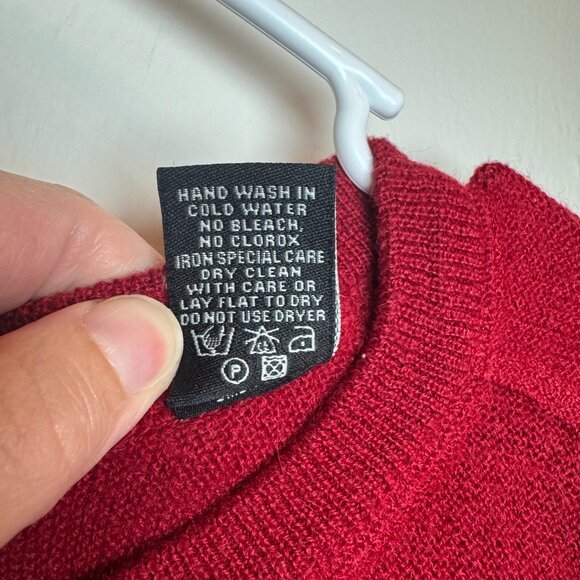 HAND WASH IN
COLD WATER
NO BLEACH,
NO CLOROX
IRON SPECIAL CARE
DRY CLEAN
WITH CARE OR
LAY FLAT TO DRY
DO NOT USE DRYER
P